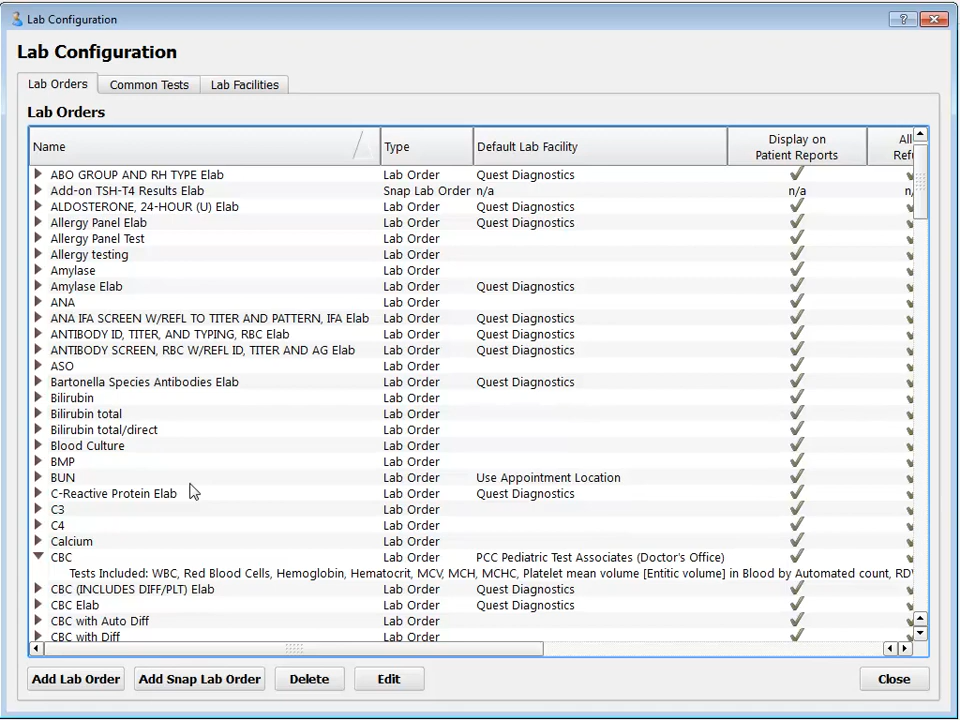 Lab Configuration
Lab Configuration
Lab Orders Common Tests Lab Facilities
Lab Orders
Name Type Default Lab Facility Display on Patient Reports All Refu
ABO GROUP AND RH TYPE Elab Lab Order Quest Diagnostics
Add-on TSH-T4 Results Elab Snap Lab Order n/a n/a n/
ALDOSTERONE, 24-HOUR (U) Elab Lab Order Quest Diagnostics
Allergy Panel Elab Lab Order Quest Diagnostics
Allergy Panel Test Lab Order
Allergy testing Lab Order
Amylase Lab Order
Amylase Elab Lab Order Quest Diagnostics
ANA Lab Order
ANA IFA SCREEN W/REFL TO TITER AND PATTERN, IFA Elab Lab Order Quest Diagnostics
ANTIBODY ID, TITER, AND TYPING, RBC Elab Lab Order Quest Diagnostics
ANTIBODY SCREEN, RBC W/REFL ID, TITER AND AG Elab Lab Order Quest Diagnostics
ASO Lab Order
Bartonella Species Antibodies Elab Lab Order Quest Diagnostics
Bilirubin Lab Order
Bilirubin total Lab Order
Bilirubin total/direct Lab Order
Blood Culture Lab Order
BMP Lab Order
BUN Lab Order Use Appointment Location
C-Reactive Protein Elab Lab Order Quest Diagnostics
C3 Lab Order
C4 Lab Order
Calcium Lab Order
CBC Lab Order PCC Pediatric Test Associates (Doctor's Office)
Tests Included: WBC, Red Blood Cells, Hemoglobin, Hematocrit, MCV, MCH, MCHC, Platelet mean volume [Entitic volume] in Blood by Automated count, RDW
CBC (INCLUDES DIFF/PLT) Elab Lab Order Quest Diagnostics
CBC Elab Lab Order Quest Diagnostics
CBC with Auto Diff Lab Order
CBC with Diff Lab Order
Add Lab Order Add Snap Lab Order Delete Edit Close